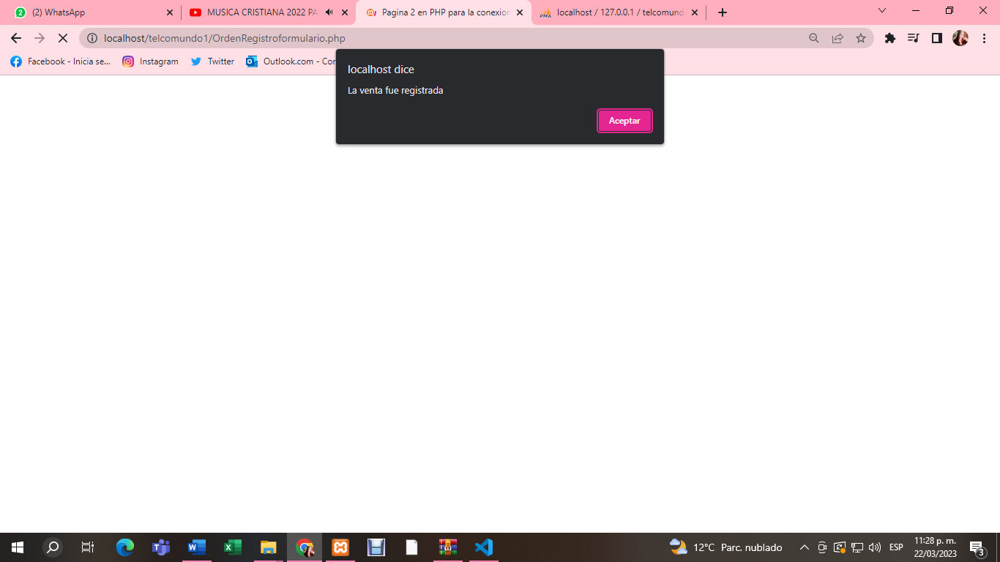 (2) WhatsApp
MUSICA CRISTIANA 2022 PA
Pagina 2 en PHP para la conexion
localhost / 127.0.0.1 / telcomund
localhost/telcomundo1/OrdenRegistroformulario.php
Facebook - Inicia se...
Instagram
Twitter
Outlook.com - Cor
localhost dice
La venta fue registrada
Aceptar
12°C Parc. nublado
ESP
11:28 p. m.
22/03/2023
3